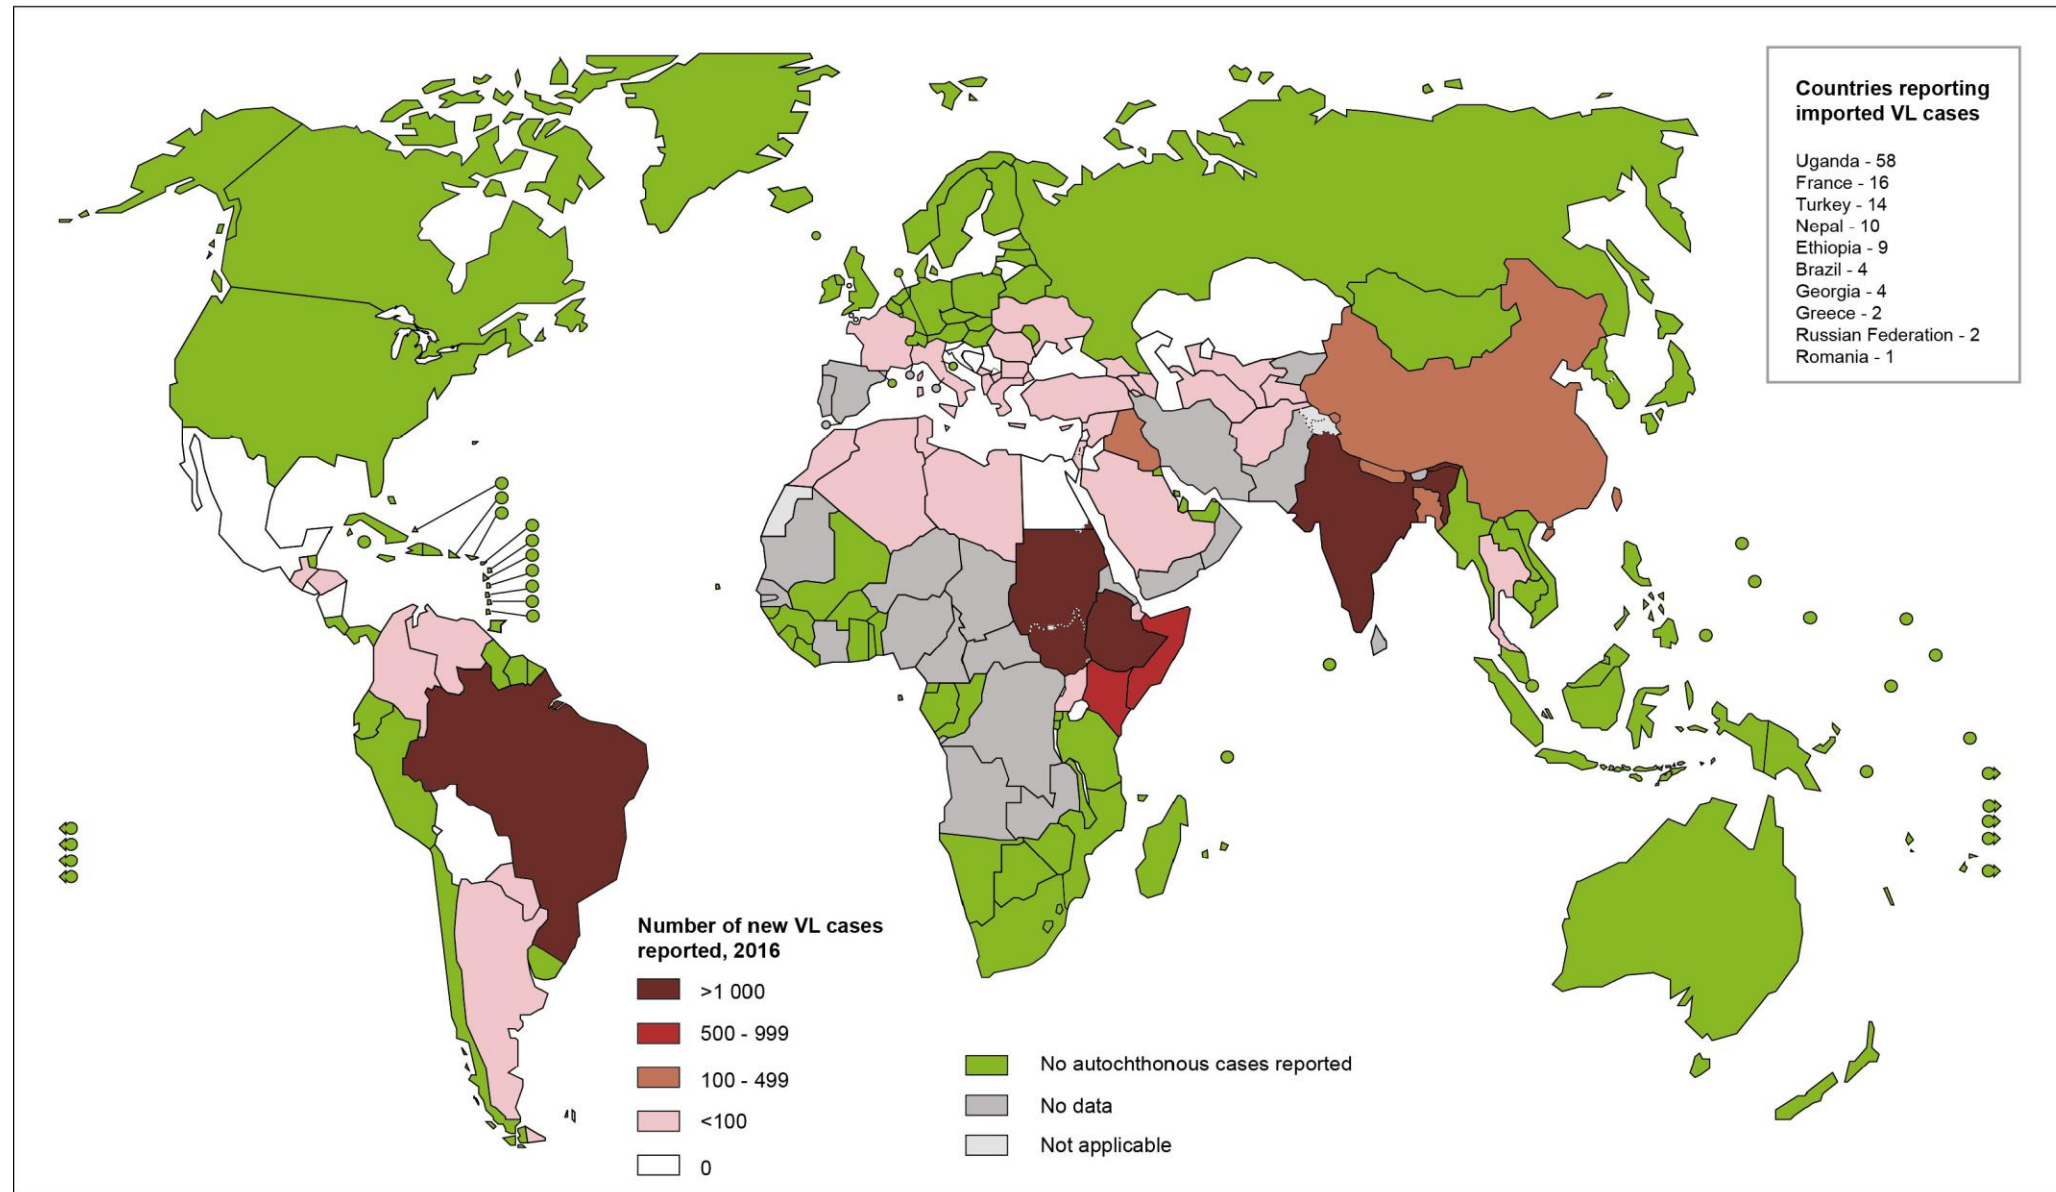 Countries reporting
imported VL cases
Uganda - 58
France - 16
Turkey - 14
Nepal - 10
Ethiopia - 9
Brazil - 4
Georgia - 4
Greece - 2
Russian Federation - 2
Romania - 1
Number of new VL cases
reported, 2016
>1 000
500 - 999
100 - 499
<100
0
No autochthonous cases reported
No data
Not applicable